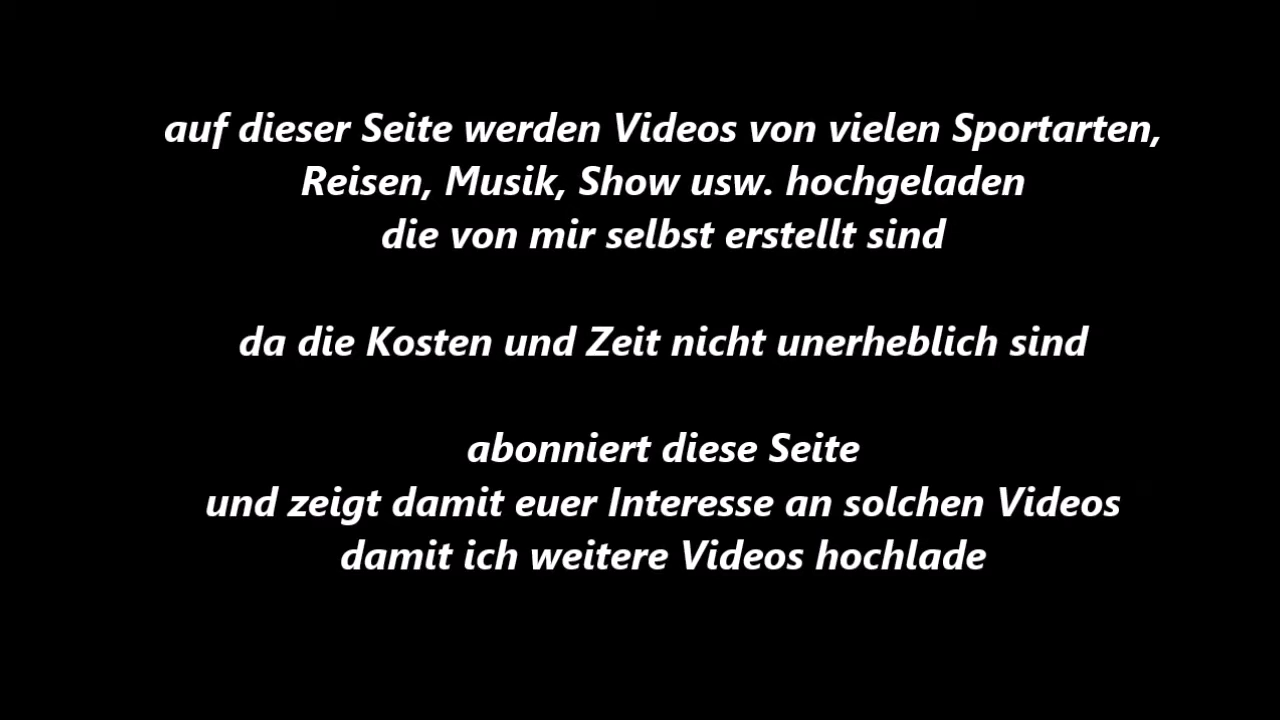 auf dieser Seite werden Videos von vielen Sportarten,
Reisen, Musik, Show usw. hochgeladen
die von mir selbst erstellt sind
da die Kosten und Zeit nicht unerheblich sind
abonniert diese Seite
und zeigt damit euer Interesse an solchen Videos
damit ich weitere Videos hochlade